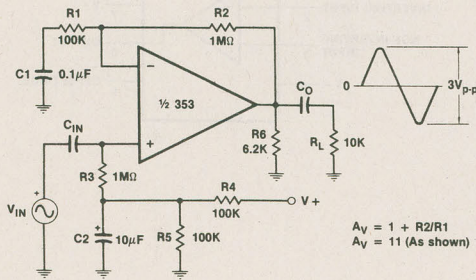 R1
100K
R2
1MΩ
C1
0.1μF
−
½ 353
+
CIN
CO
0
3Vp-p
R6
6.2K
RL
10K
R3
1MΩ
R4
100K
V+
+
VIN
+
C2
10μF
R5
100K
AV = 1 + R2/R1
AV = 11 (As shown)